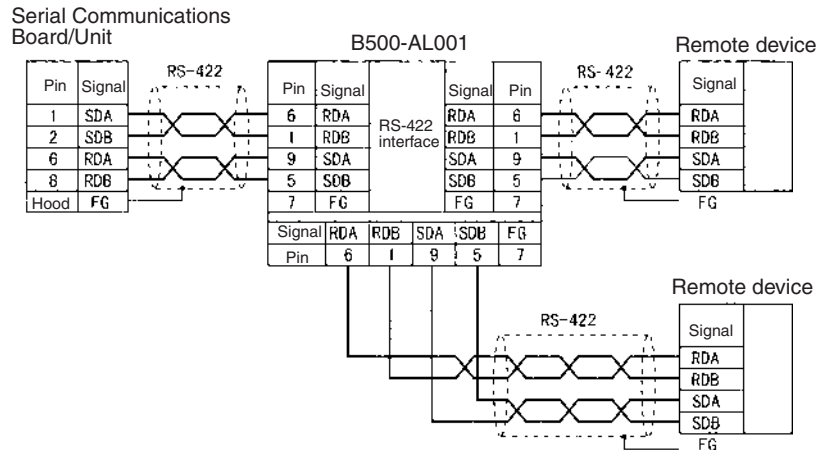 Serial Communications
Board/Unit
B500-AL001
Remote device
RS-422
RS-422
Pin Signal
1 SDA
2 SDB
6 RDA
8 RDB
Hood FG
Pin Signal
6 RDA
1 RDB
9 SDA
5 SDB
7 FG
RS-422
interface
Signal Pin
RDA 6
RDB 1
SDA 9
SDB 5
FG 7
Signal
RDA
RDB
SDA
SDB
FG
Signal RDA RDB SDA SDB FG
Pin 6 1 9 5 7
Remote device
RS-422
Signal
RDA
RDB
SDA
SDB
FG